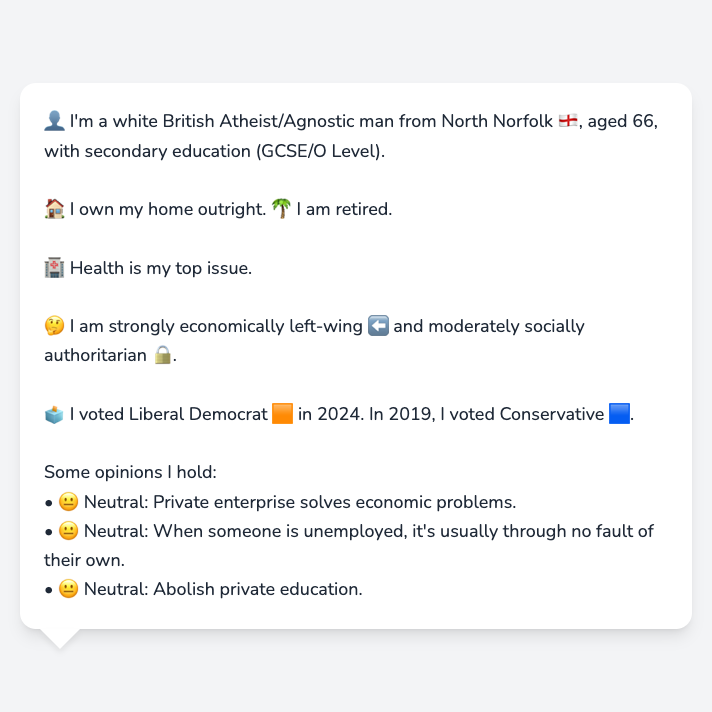 👤 I'm a white British Atheist/Agnostic man from North Norfolk 🏴󠁧󠁢󠁥󠁮󠁧󠁿, aged 66,
with secondary education (GCSE/O Level).
🏠 I own my home outright. 🌴 I am retired.
🏥 Health is my top issue.
🤔 I am strongly economically left-wing ⬅️ and moderately socially
authoritarian 🔒.
🗳️ I voted Liberal Democrat 🟧 in 2024. In 2019, I voted Conservative 🟦.
Some opinions I hold:
• 😐 Neutral: Private enterprise solves economic problems.
• 😐 Neutral: When someone is unemployed, it's usually through no fault of
their own.
• 😐 Neutral: Abolish private education.